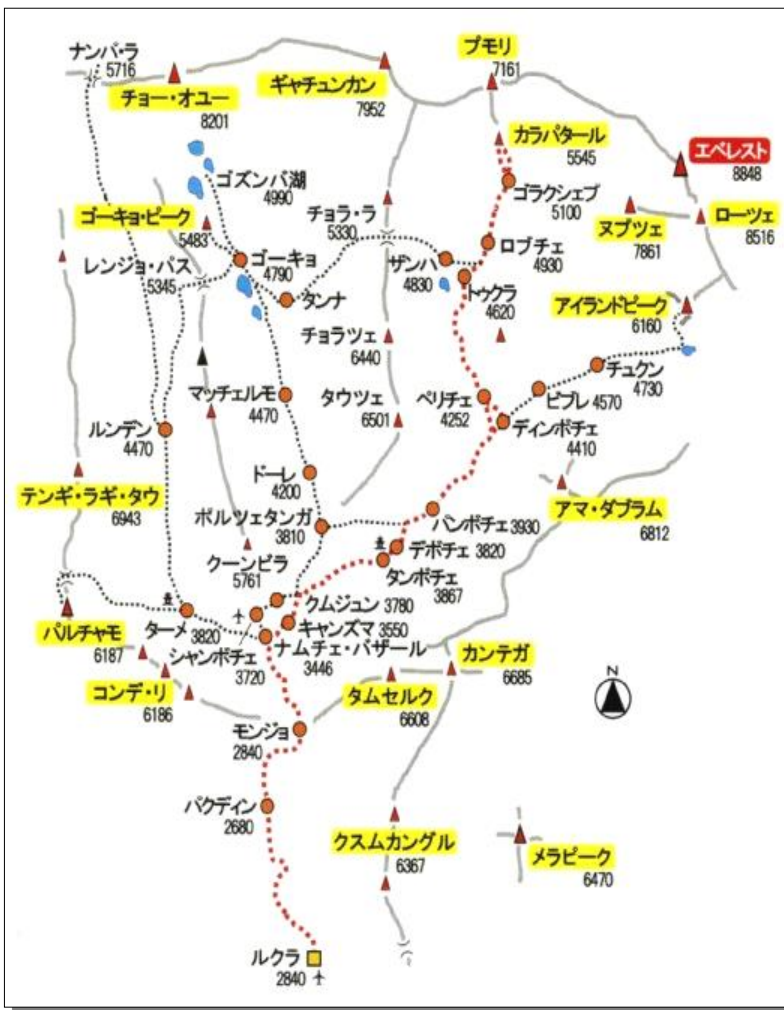 ナンパ・ラ
5716
チョー・オユー
8201
ギャチュンカン
7952
プモリ
7161
カラパタール
5545
エベレスト
8848
ゴズンバ湖
4990
ゴーキョ・ピーク
5483
チョラ・ラ
5330
ゴラクシェプ
5100
ヌプツェ
7861
ローツェ
8516
レンジョ・パス
5345
ゴーキョ
4790
ザンハ
4830
ロブチェ
4930
タンナ
トゥクラ
4620
アイランドピーク
6160
チョラツェ
6440
チュクン
4730
マッチェルモ
4470
タウツェ
6501
ペリチェ
4252
ビブレ 4570
ディンボチェ
4410
ルンデン
4470
テンギ・ラギ・タウ
6943
ドーレ
4200
ポルツェタンガ
3810
パンボチェ 3930
アマ・ダブラム
6812
クーンビラ
5761
デボチェ 3820
タンボチェ
3867
パルチャモ
6187
ターメ 3820
クムジュン 3780
キャンズマ 3550
シャンボチェ
3720
ナムチェ・バザール
3446
コンデ・リ
6186
タムセルク
6608
カンテガ
6685
N
モンジョ
2840
パクディン
2680
クスムカングル
6367
メラピーク
6470
ルクラ
2840